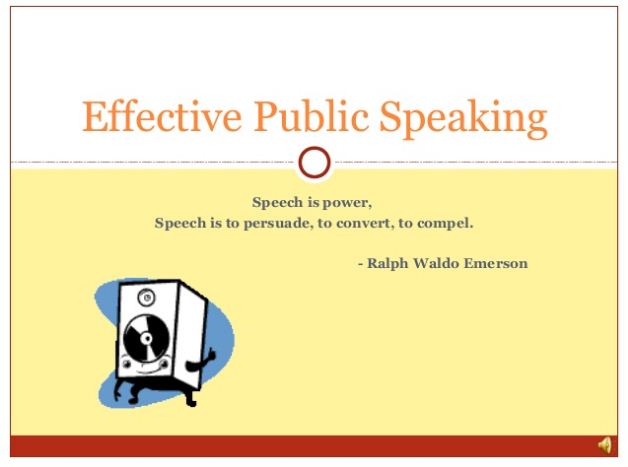 Effective Public Speaking
Speech is power,
Speech is to persuade, to convert, to compel.
- Ralph Waldo Emerson